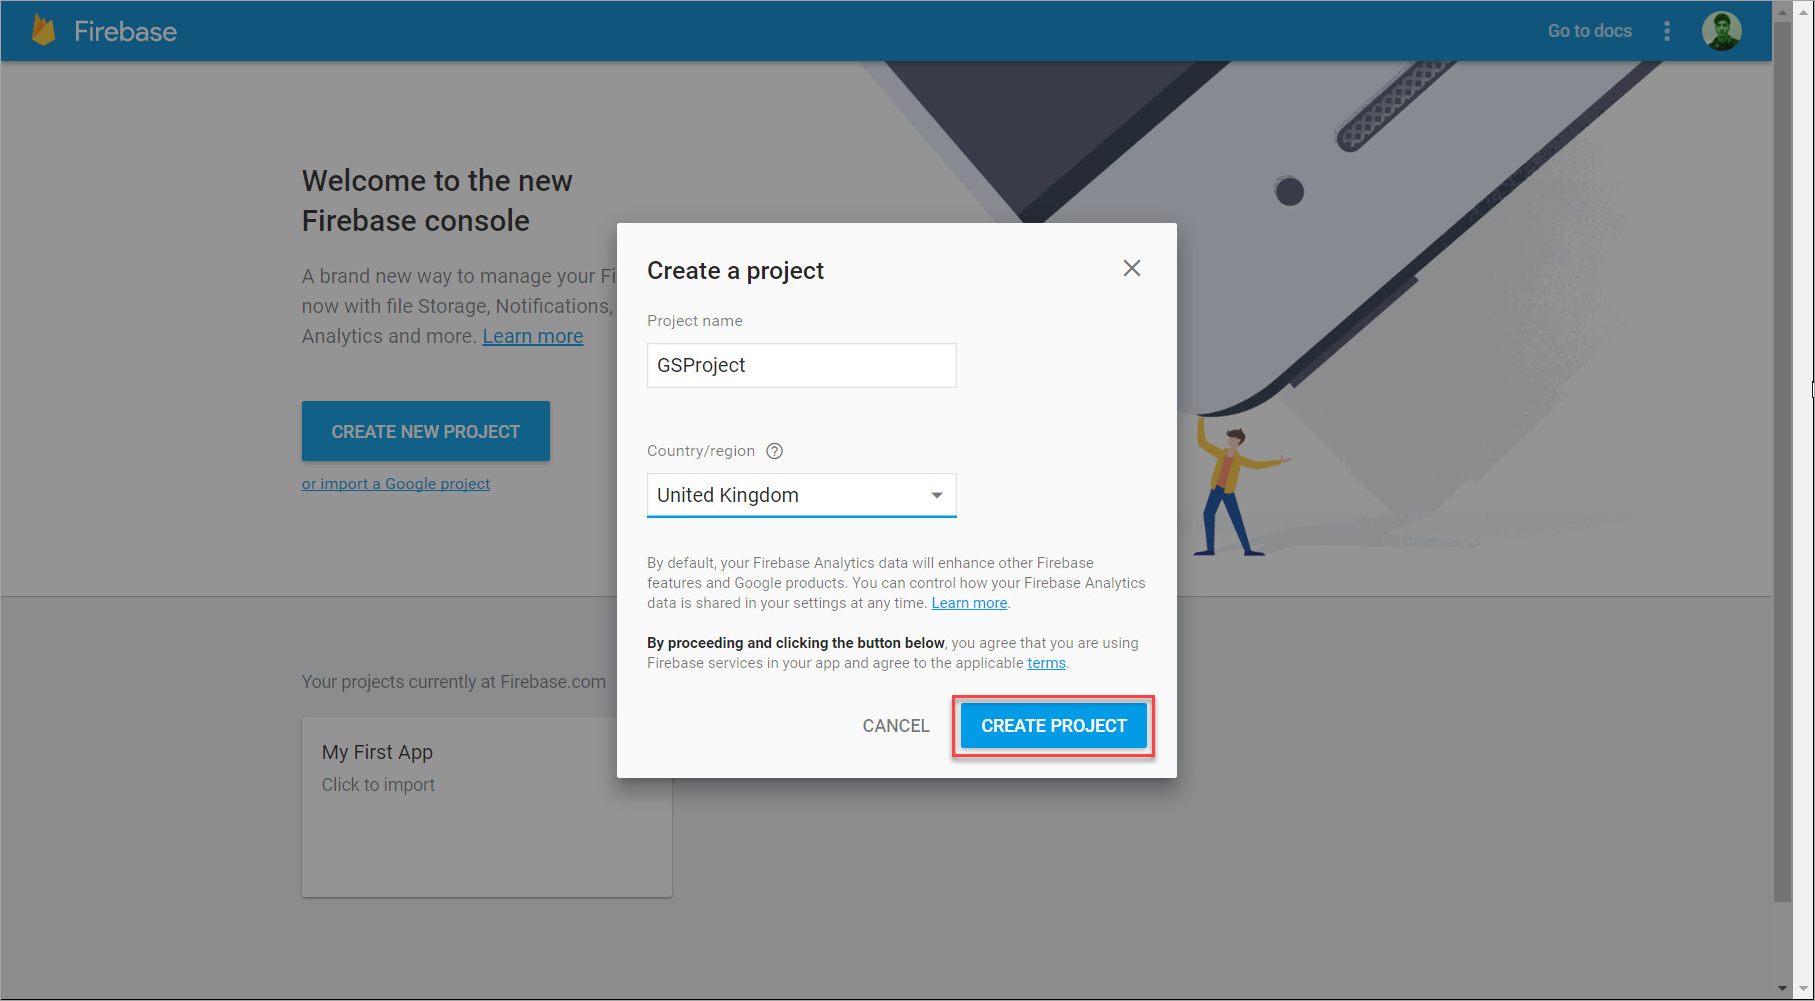 Firebase
Go to docs
Welcome to the new
Firebase console
A brand new way to manage your Fi
now with file Storage, Notifications,
Analytics and more. Learn more
CREATE NEW PROJECT
or import a Google project
Create a project
Project name
GSProject
Country/region ?
United Kingdom
By default, your Firebase Analytics data will enhance other Firebase
features and Google products. You can control how your Firebase Analytics
data is shared in your settings at any time. Learn more.
By proceeding and clicking the button below, you agree that you are using
Firebase services in your app and agree to the applicable terms.
CANCEL
CREATE PROJECT
Your projects currently at Firebase.com
My First App
Click to import